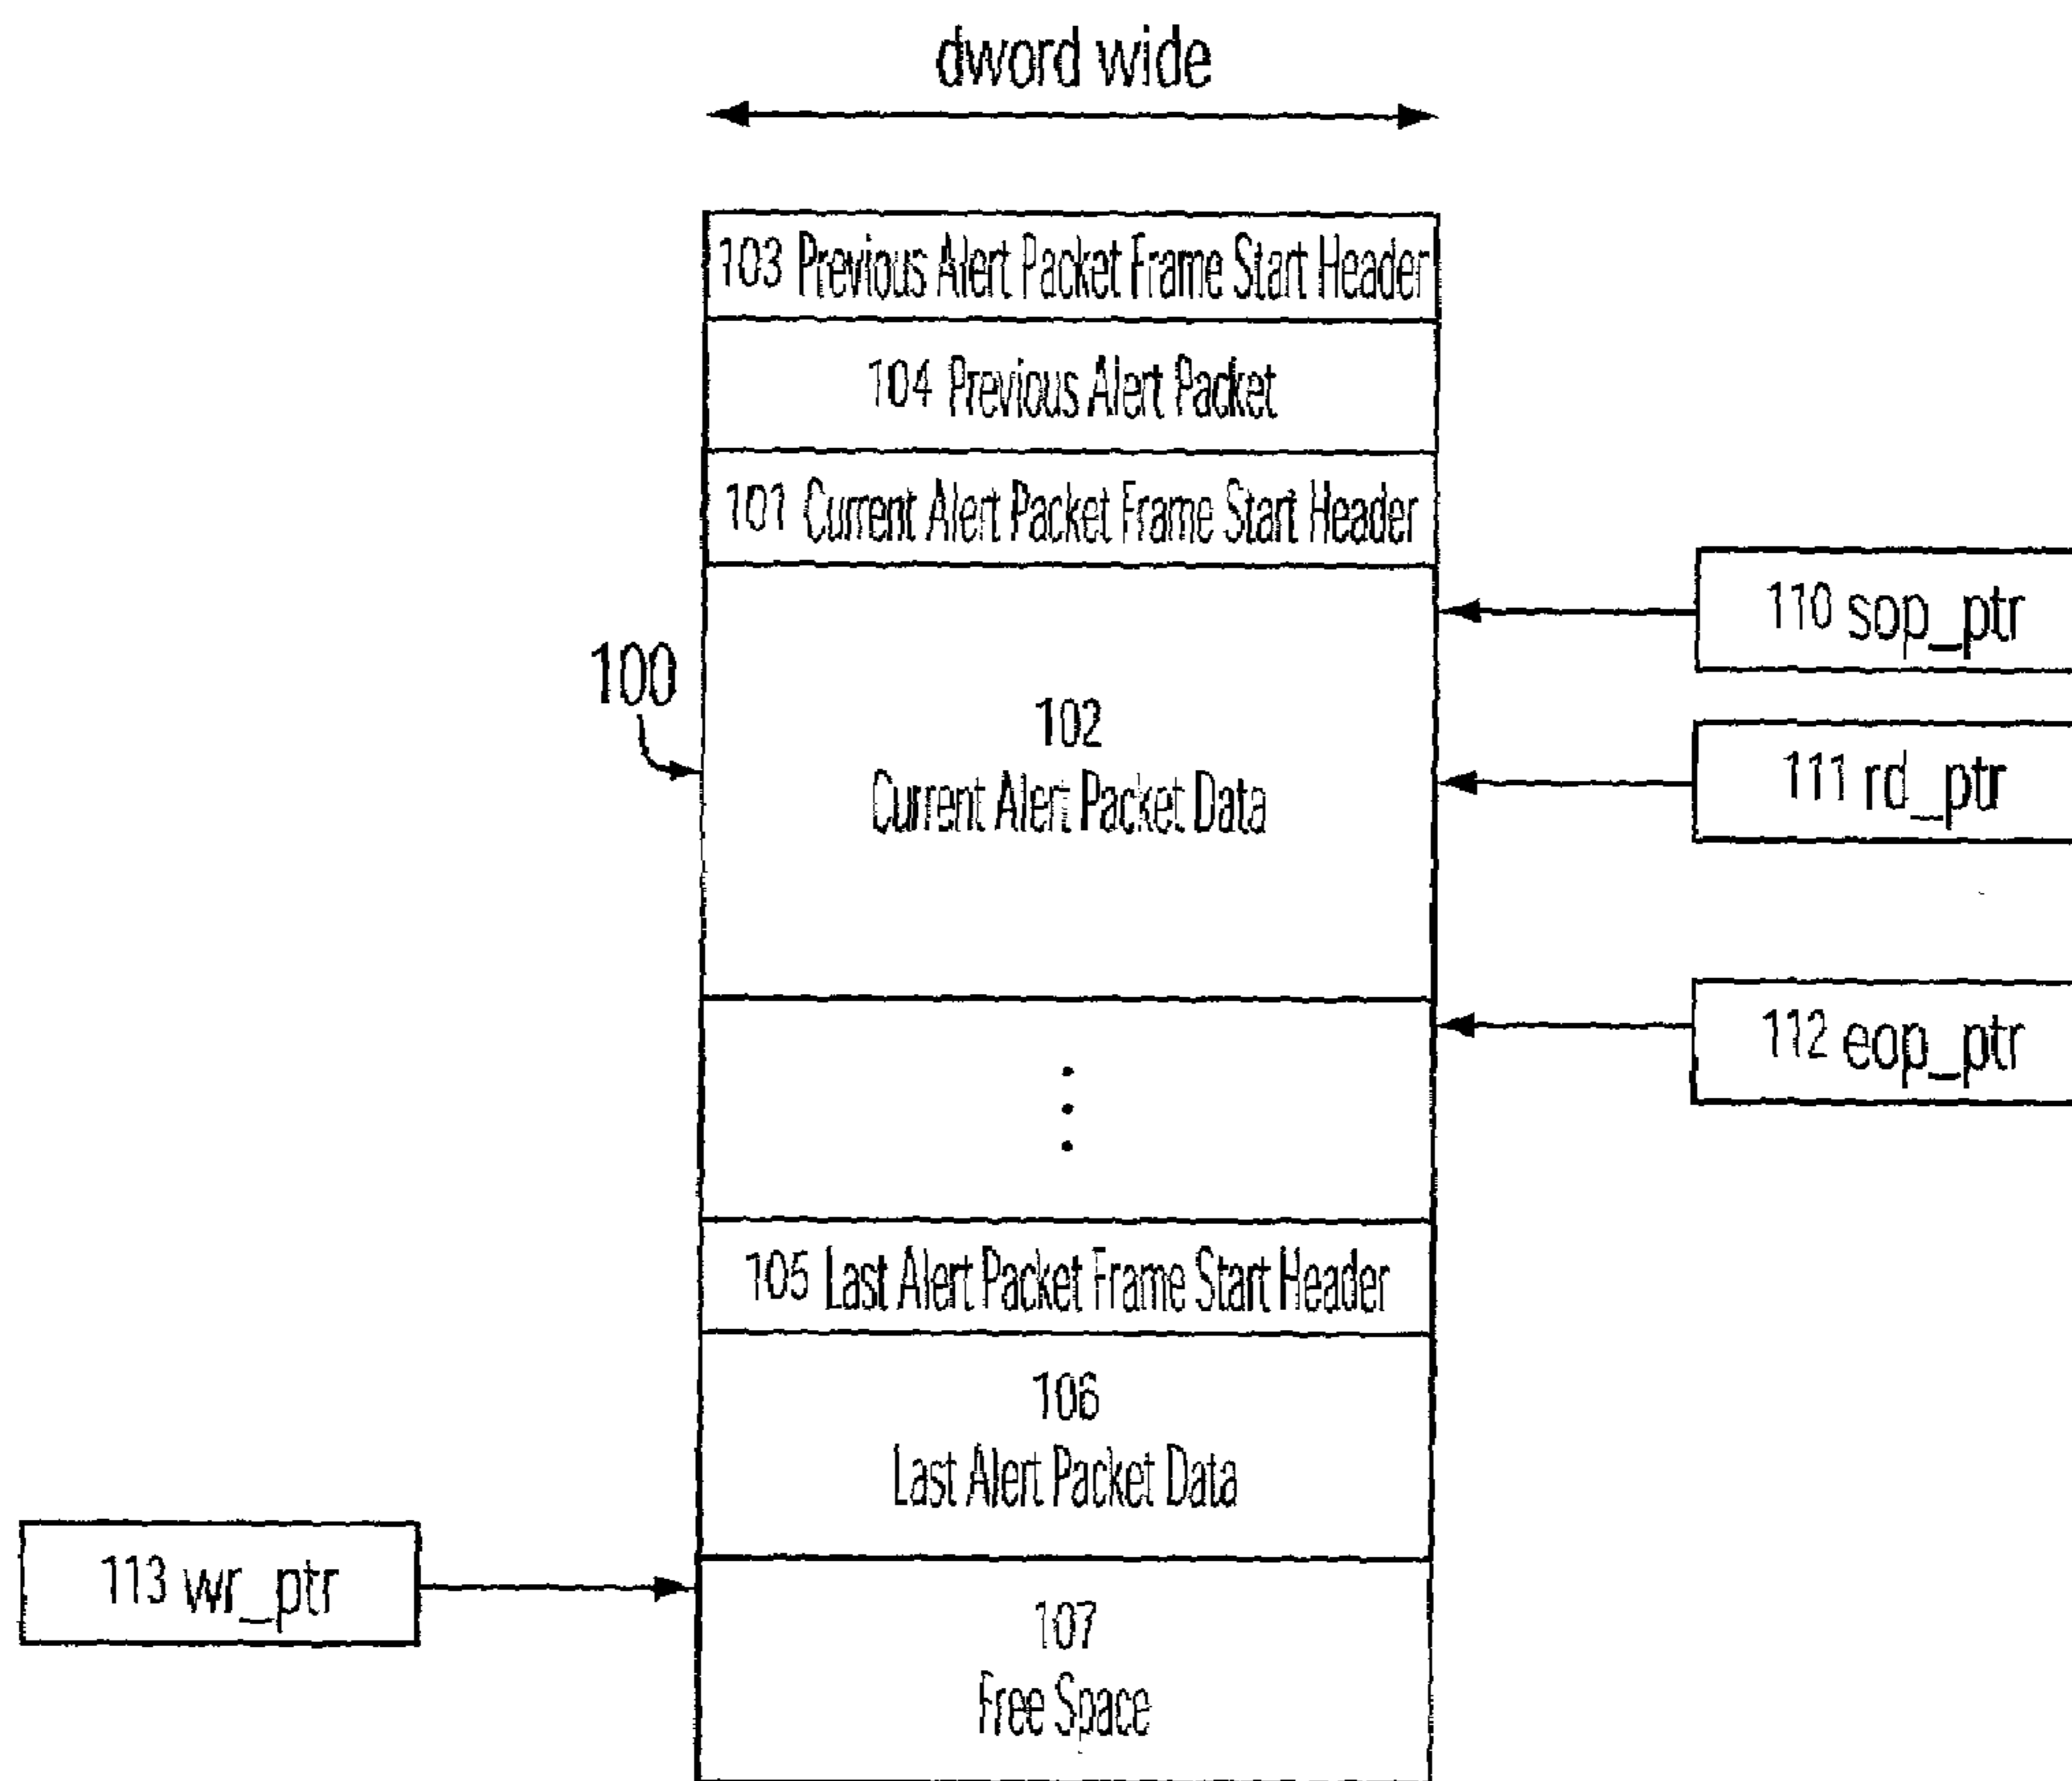 dword wide
103 Previous Alert Packet Frame Start Header
104 Previous Alert Packet
101 Current Alert Packet Frame Start Header
110 sop_ptr
100
102
Current Alert Packet Data
111 rd_ptr
112 eop_ptr
105 Last Alert Packet Frame Start Header
106
Last Alert Packet Data
113 wr_ptr
107
Free Space